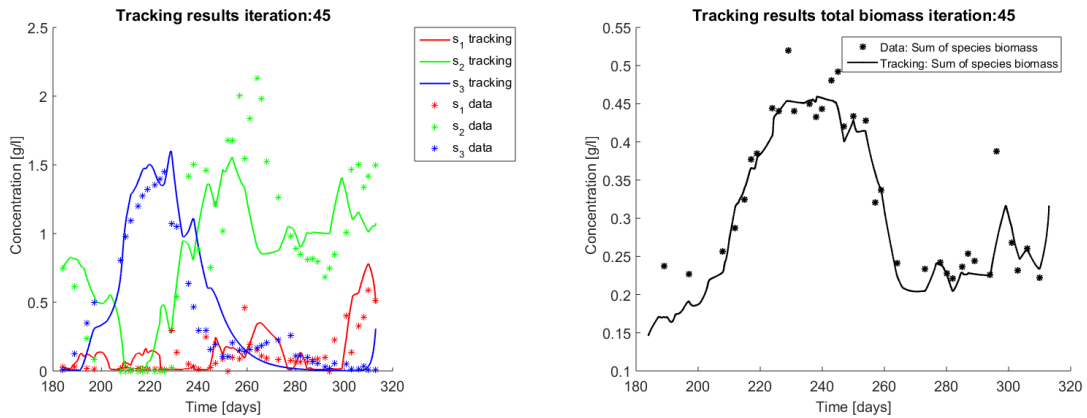 Tracking results iteration:45
2.5
2
1.5
1
0.5
0
180 200 220 240 260 280 300 320
Concentration [g/l]
Time [days]
s1 tracking
s2 tracking
s3 tracking
s1 data
s2 data
s3 data
Tracking results total biomass iteration:45
0.55
0.5
0.45
0.4
0.35
0.3
0.25
0.2
0.15
0.1
180 200 220 240 260 280 300 320
Concentration [g/l]
Time [days]
Data: Sum of species biomass
Tracking: Sum of species biomass